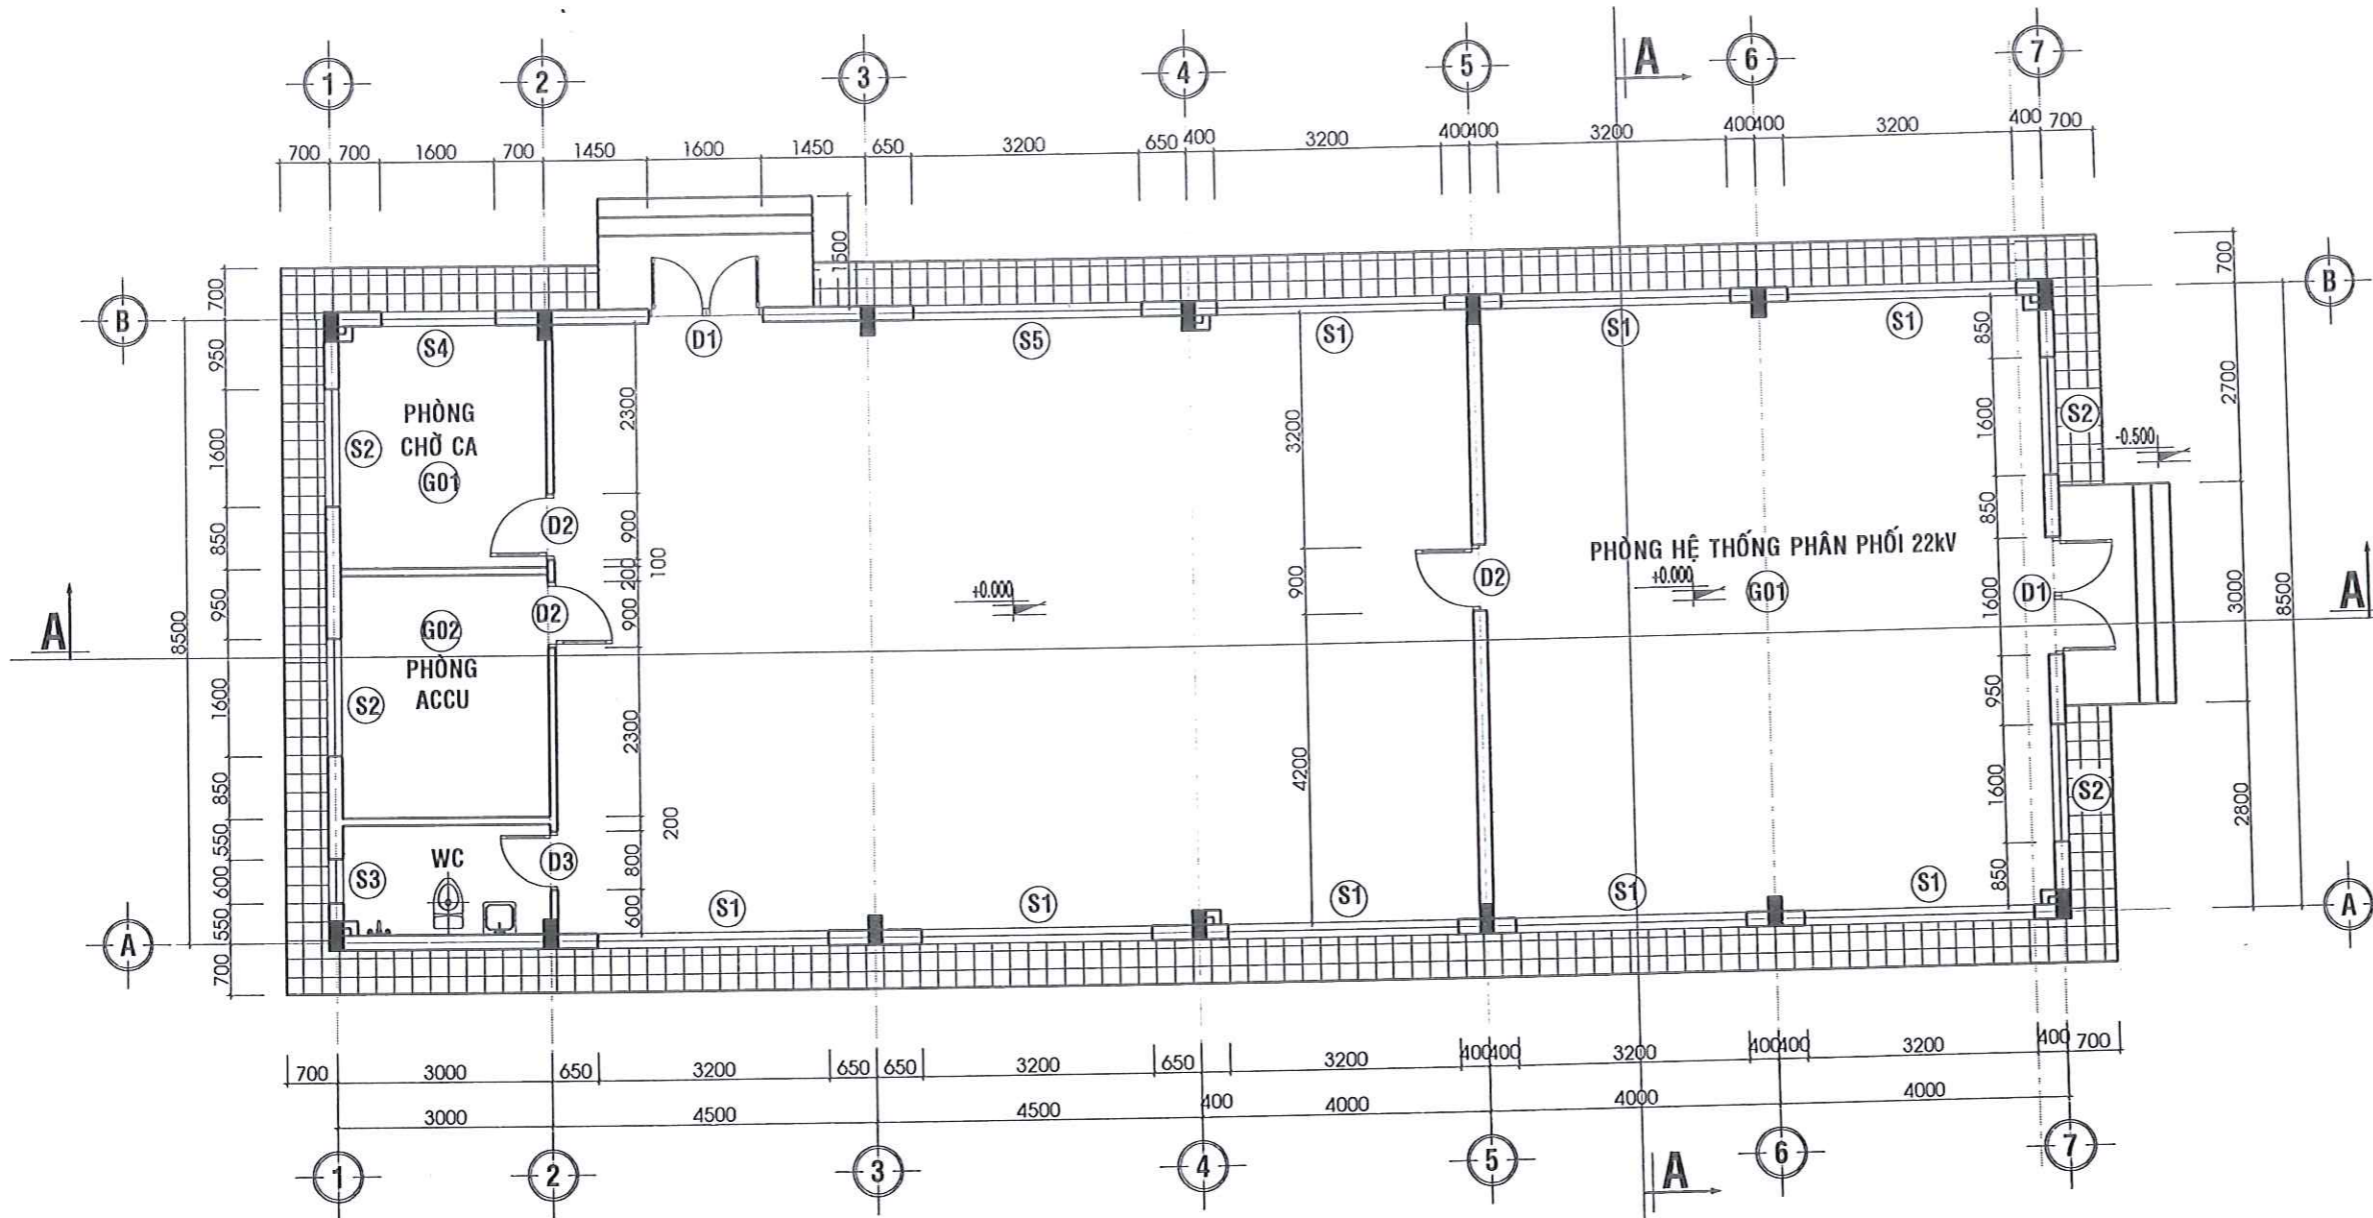 1 2 3 4 5 A 6 7
700 700 1600 700 1450 1600 1450 650 3200 650 400 3200 400 400 3200 400 400 3200 400 700
1500
B 700 700 B
S4 D1 S5 S1 S1 S1
950 2300 3200 850 2700
PHÒNG
CHỜ CA
G01
S2 1600 1600 S2
-0.500
D2 900 850 850
PHÒNG HỆ THỐNG PHÂN PHỐI 22kV
200 100 900 D2 +0.000 G01 1600 D1 3000 8500
D2 900 950 +0.000
A G02 A
PHÒNG
ACCU
8500 S2 1600 2300 950
4200 1600 S2 2800
850 200
550 WC D3 800
600 S3 850
550 600 S1 S1 S1 S1 S1
A 700 A
700 3000 650 3200 650 650 3200 650 3200 400 400 3200 400 400 3200 400 700
3000 4500 4500 400 4000 4000 4000
1 2 3 4 5 A 6 7